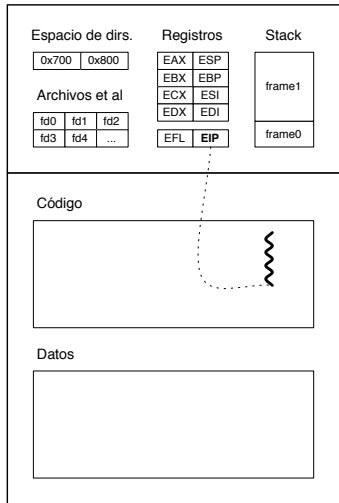 Espacio de dirs.
0x700 0x800
Archivos et al
fd0 fd1 fd2
fd3 fd4 ...
Registros
EAX ESP
EBX EBP
ECX ESI
EDX EDI
EFL EIP
Stack
frame1
frame0
Código
Datos